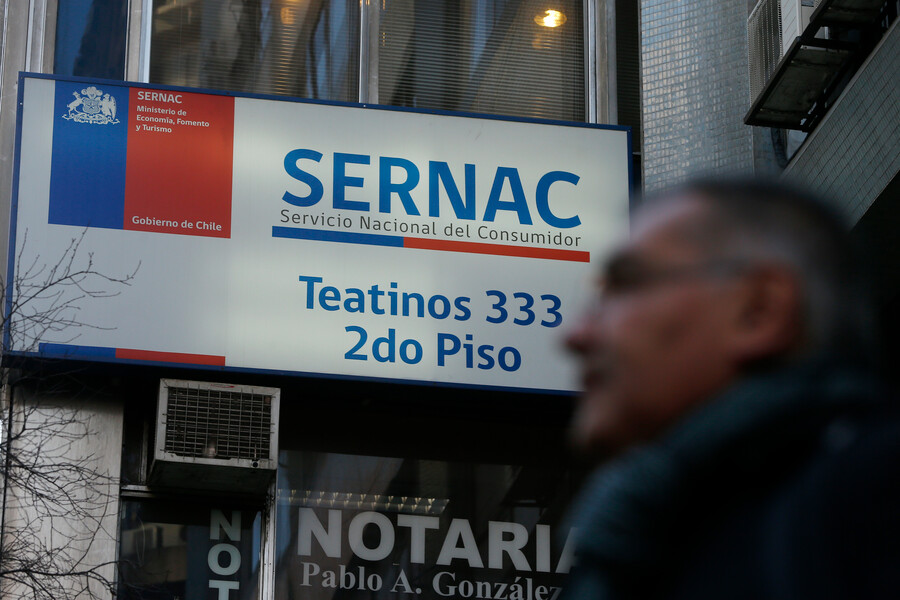 SERNAC
Ministerio de
Economía, Fomento
y Turismo
Gobierno de Chile
SERNAC
Servicio Nacional del Consumidor
Teatinos 333
2do Piso
NOT
NOTARIA
Pablo A. González